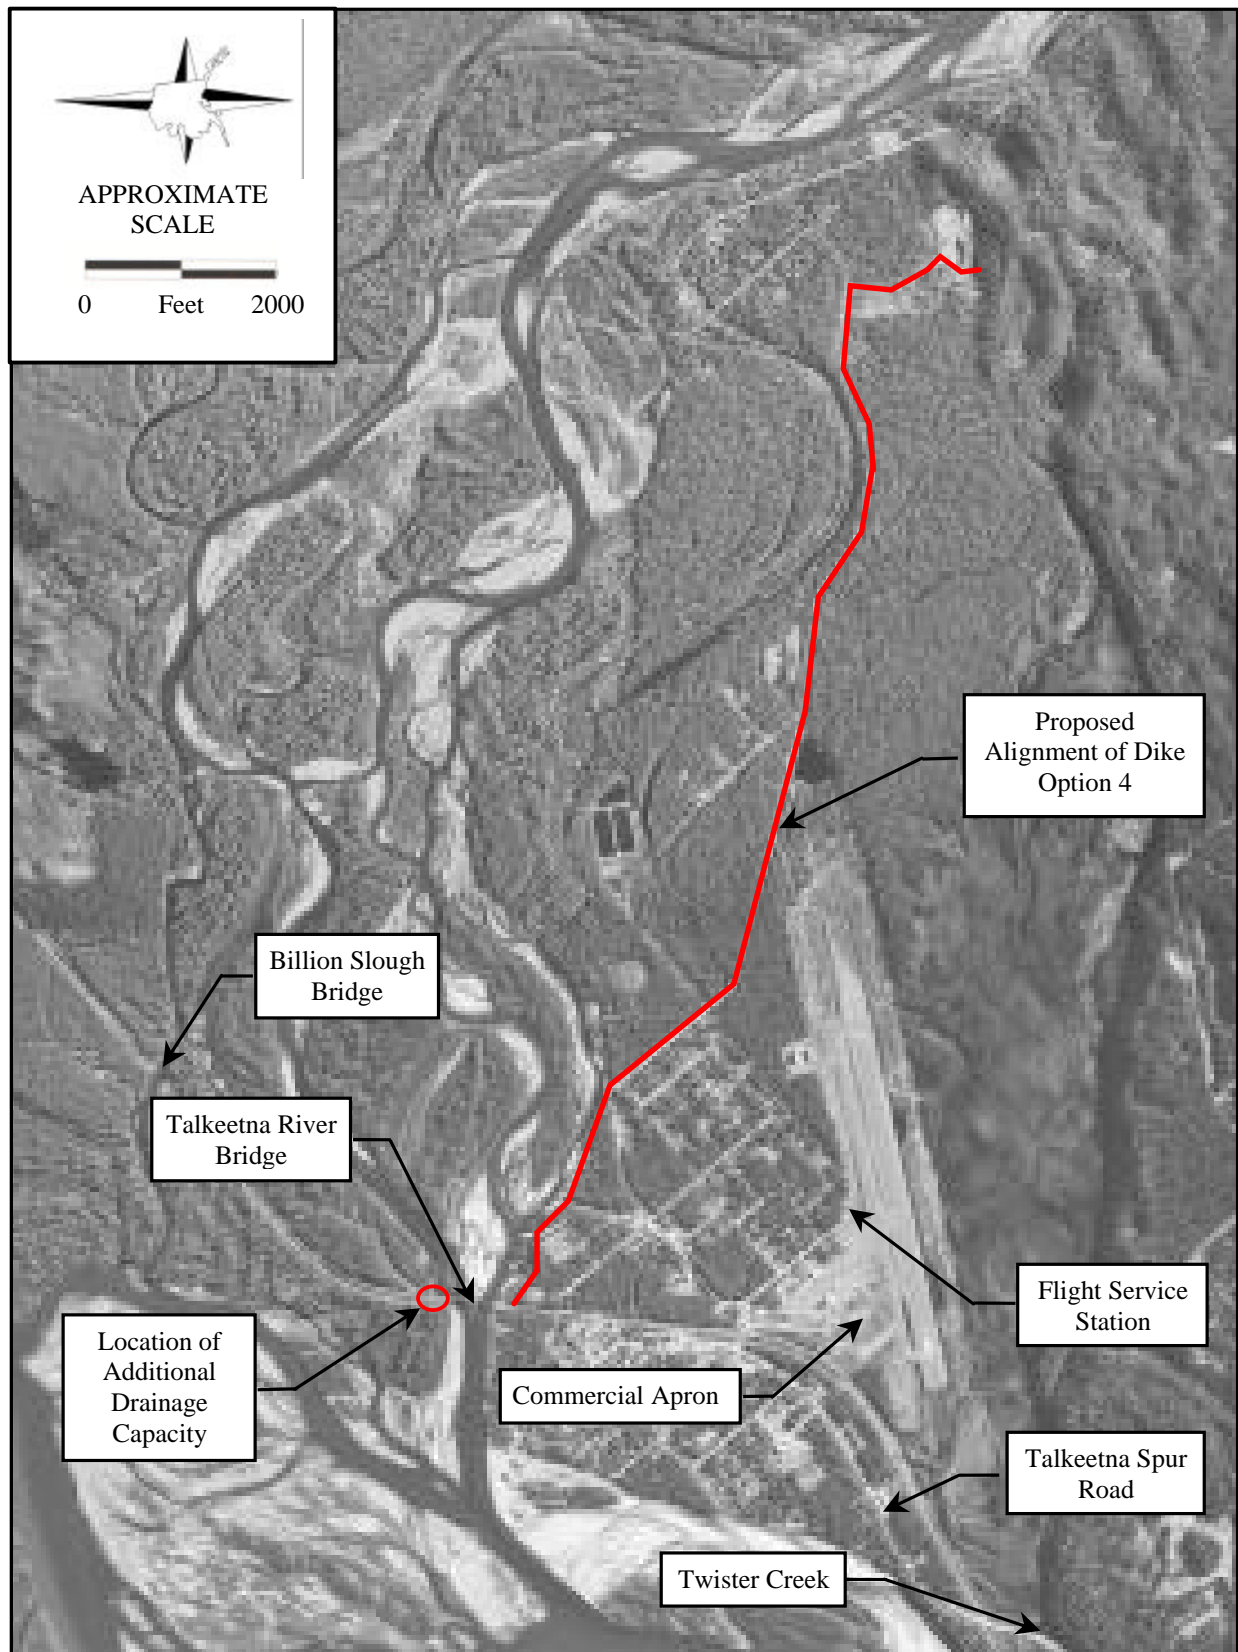 APPROXIMATE
SCALE
0 Feet 2000
Proposed
Alignment of Dike
Option 4
Billion Slough
Bridge
Talkeetna River
Bridge
Flight Service
Station
Location of
Additional
Drainage
Capacity
Commercial Apron
Talkeetna Spur
Road
Twister Creek